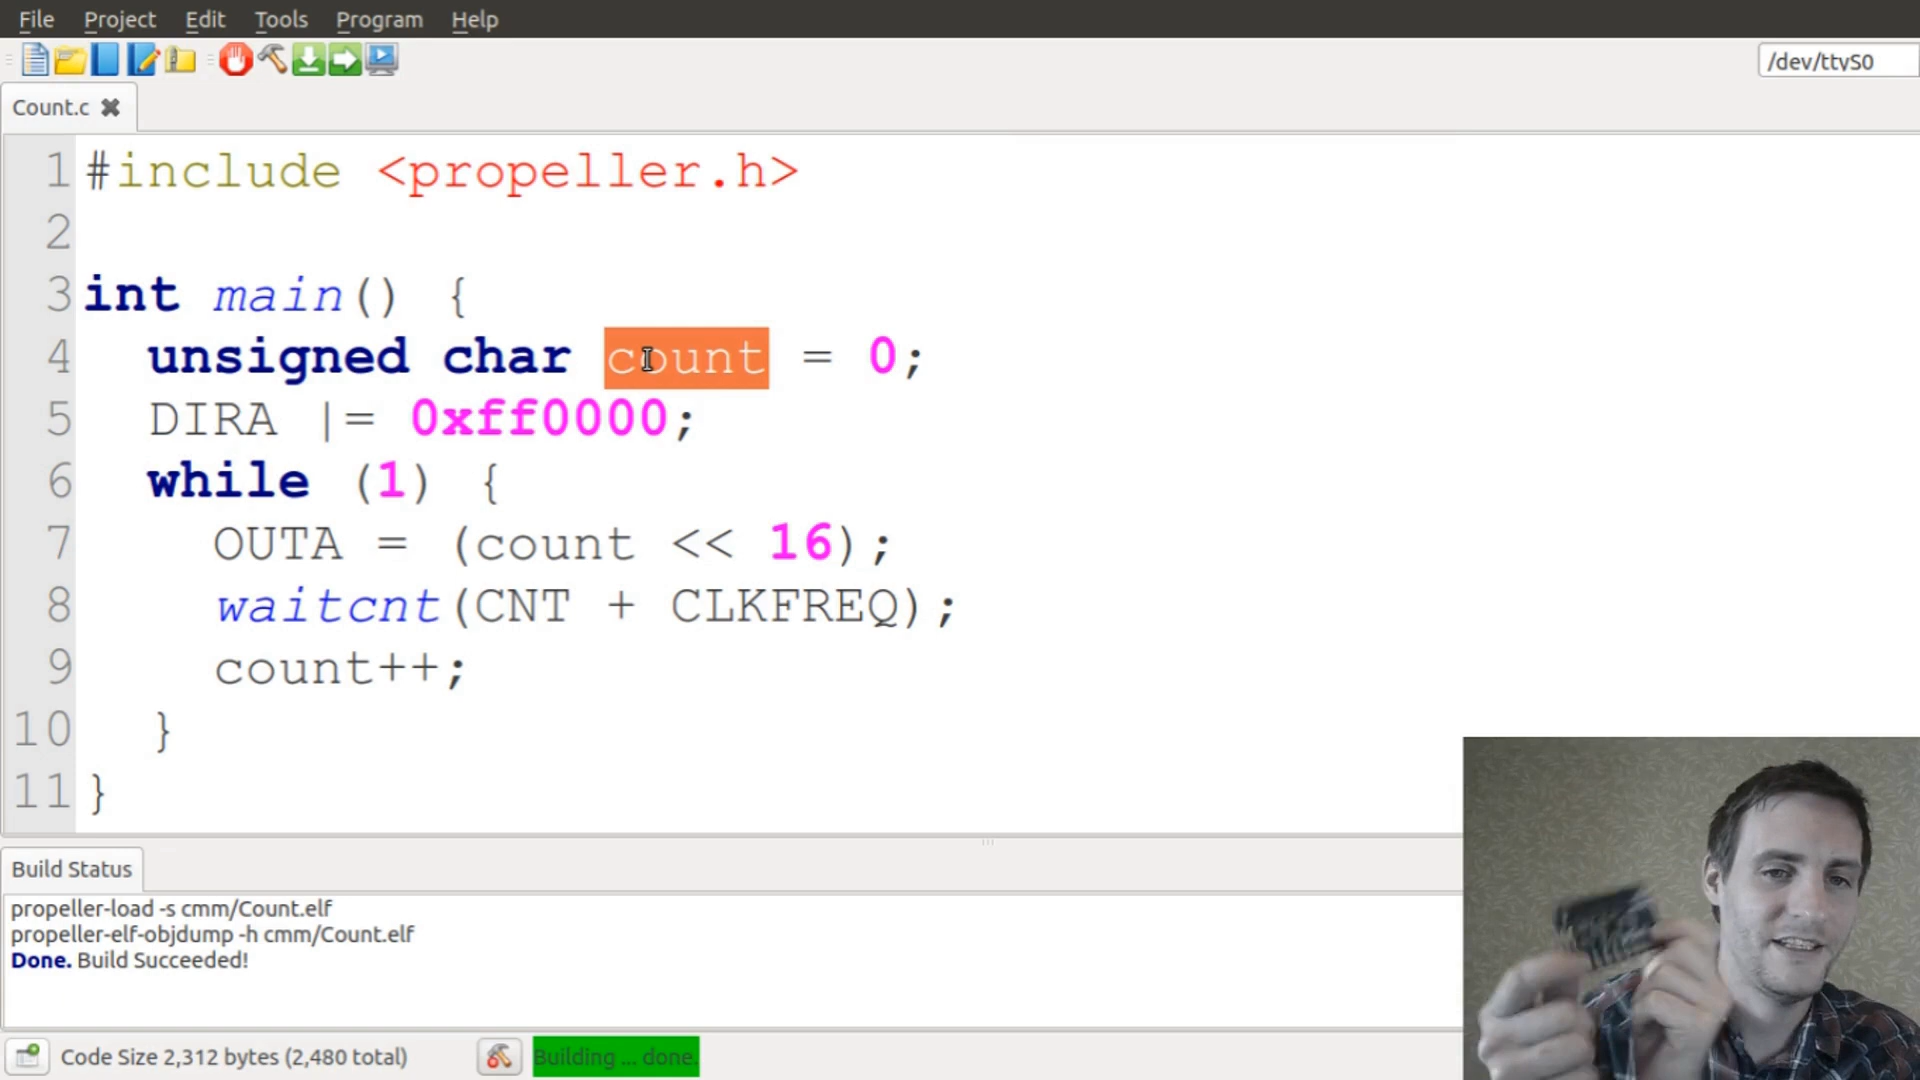 File Project Edit Tools Program Help
/dev/ttyS0
Count.c
1 #include <propeller.h>
2
3 int main() {
4 unsigned char count = 0;
5 DIRA |= 0xff0000;
6 while (1) {
7 OUTA = (count << 16);
8 waitcnt(CNT + CLKFREQ);
9 count++;
10 }
11 }
Build Status
propeller-load -s cmm/Count.elf
propeller-elf-objdump -h cmm/Count.elf
Done. Build Succeeded!
Code Size 2,312 bytes (2,480 total) Building ... done.